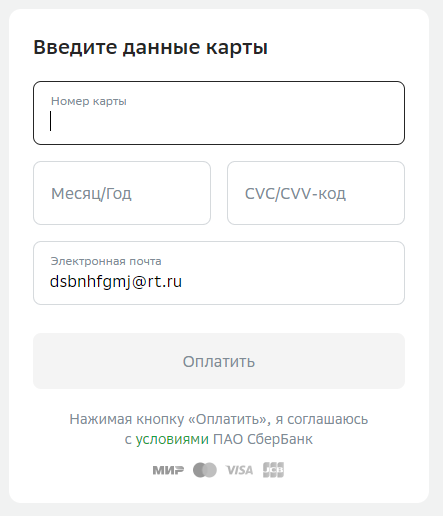 Введите данные карты
Номер карты
Месяц/Год CVC/CVV-код
Электронная почта
dsbnhfgmj@rt.ru
Оплатить
Нажимая кнопку «Оплатить», я соглашаюсь
с условиями ПАО СберБанк
МИР VISA JCB